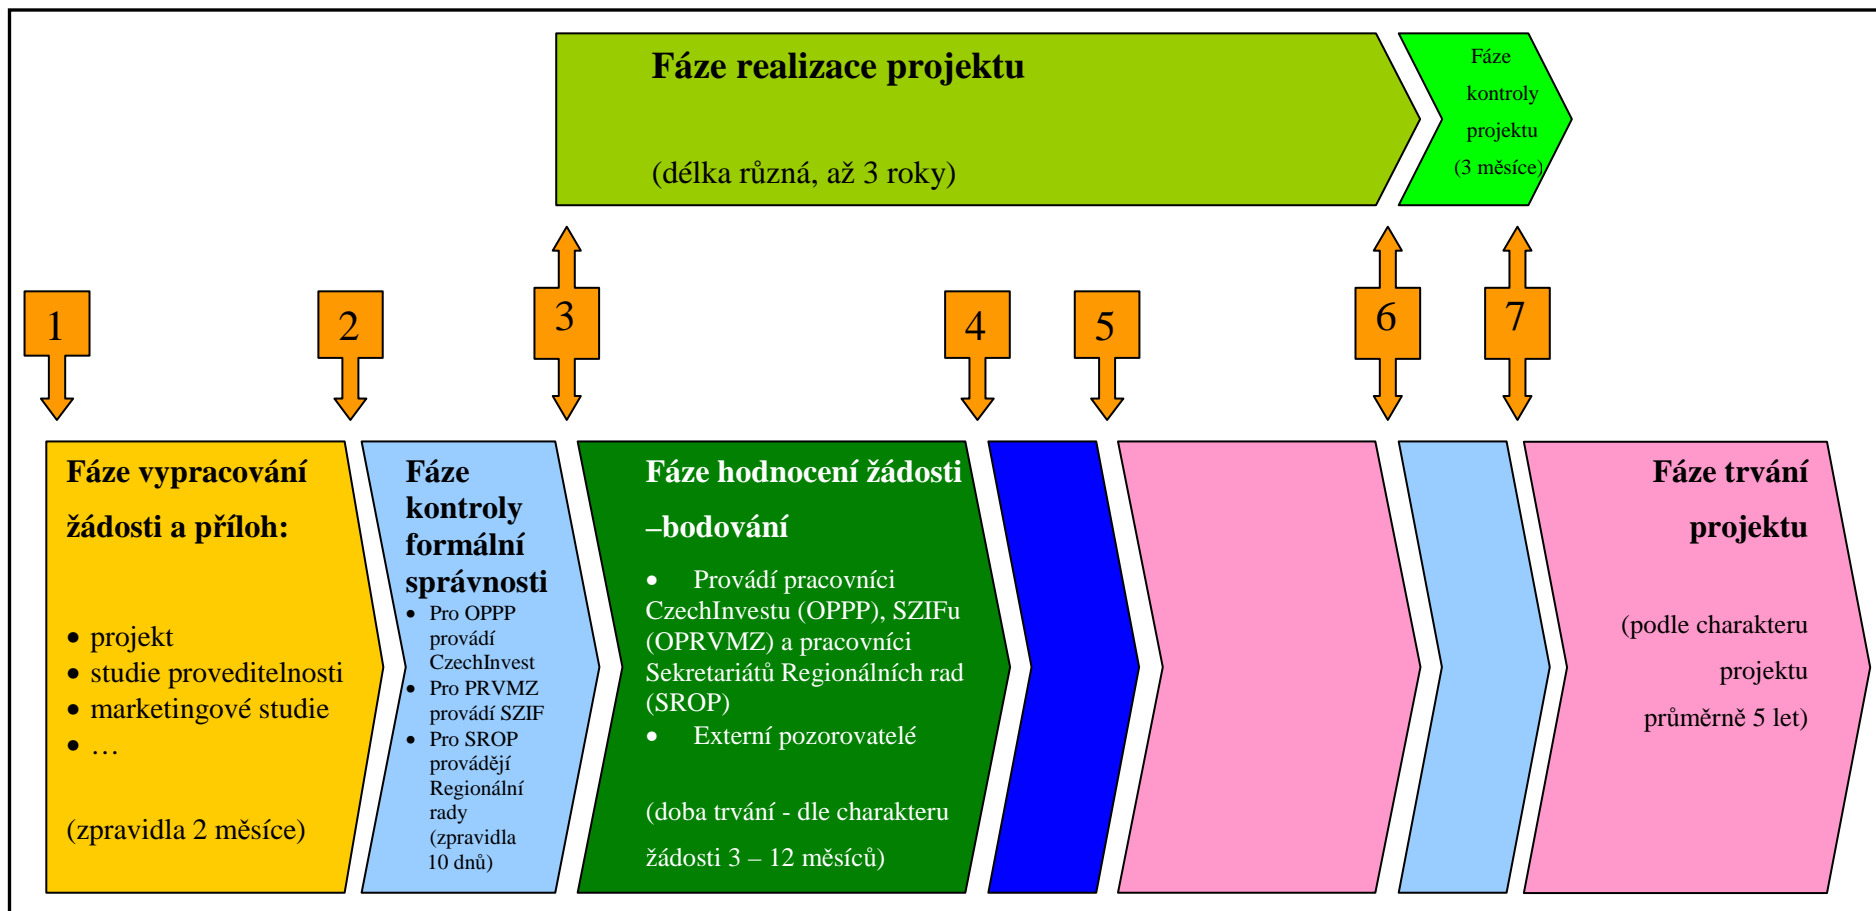 Fáze realizace projektu
(délka různá, až 3 roky)
Fáze
kontroly
projektu
(3 měsíce)
1
2
3
4
5
6
7
Fáze vypracování
žádosti a příloh:
• projekt
• studie proveditelnosti
• marketingové studie
• …
(zpravidla 2 měsíce)
Fáze
kontroly
formální
správnosti
• Pro OPPP
provádí
CzechInvest
• Pro PRVMZ
provádí SZIF
• Pro SROP
provádějí
Regionální
rady
(zpravidla
10 dnů)
Fáze hodnocení žádosti
–bodování
• Provádí pracovníci
CzechInvestu (OPPP), SZIFu
(OPRVMZ) a pracovníci
Sekretariátů Regionálních rad
(SROP)
• Externí pozorovatelé
(doba trvání - dle charakteru
žádosti 3 – 12 měsíců)
Fáze trvání
projektu
(podle charakteru
projektu
průměrně 5 let)